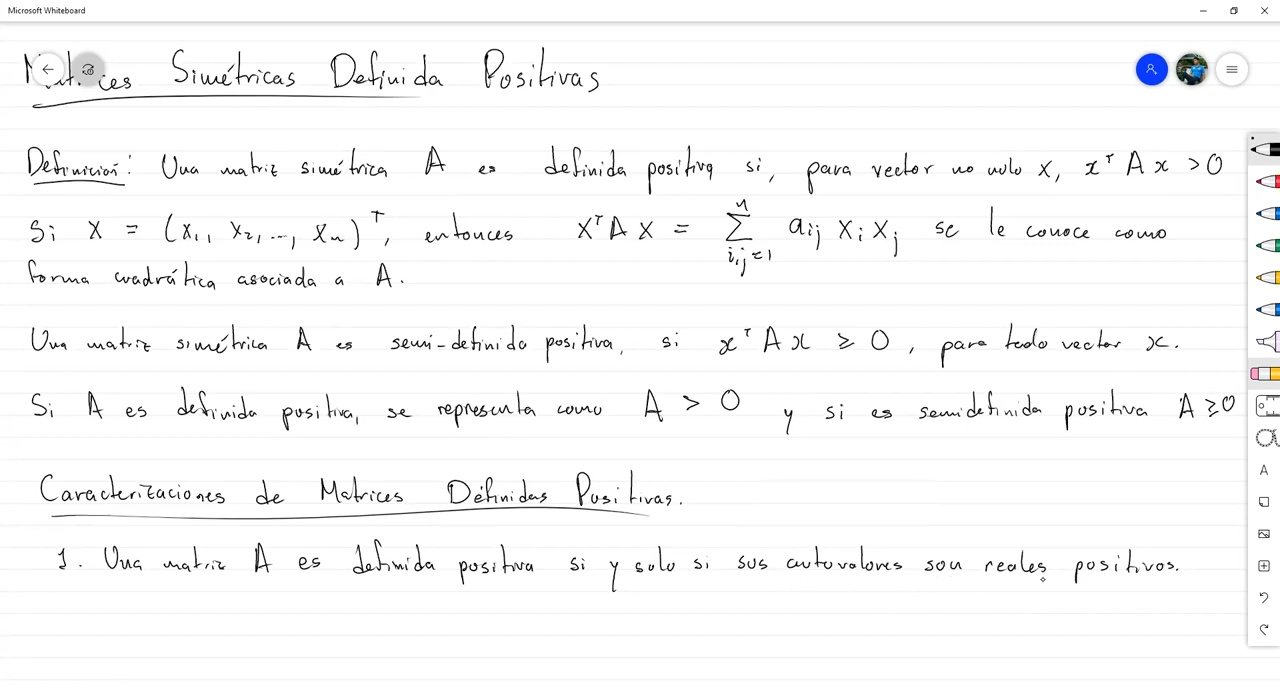 Microsoft Whiteboard
Matrices Simétricas Definida Positivas
Definición: Una matriz simétrica A es definida positiva si, para vector no nulo x, xᵀ A x > 0
Si X = (x₁, x₂, ..., xₙ)ᵀ, entonces XᵀA X = ∑ⁿᵢ,ⱼ₌₁ aᵢⱼ Xᵢ Xⱼ se le conoce como
forma cuadrática asociada a A.
Una matriz simétrica A es semi-definida positiva, si xᵀ A x ≥ 0, para todo vector x.
Si A es definida positiva, se representa como A > 0 y si es semidefinida positiva A ≥ 0
Caracterizaciones de Matrices Definidas Positivas.
1. Una matriz A es definida positiva si y solo si sus autovalores son reales positivos.
A